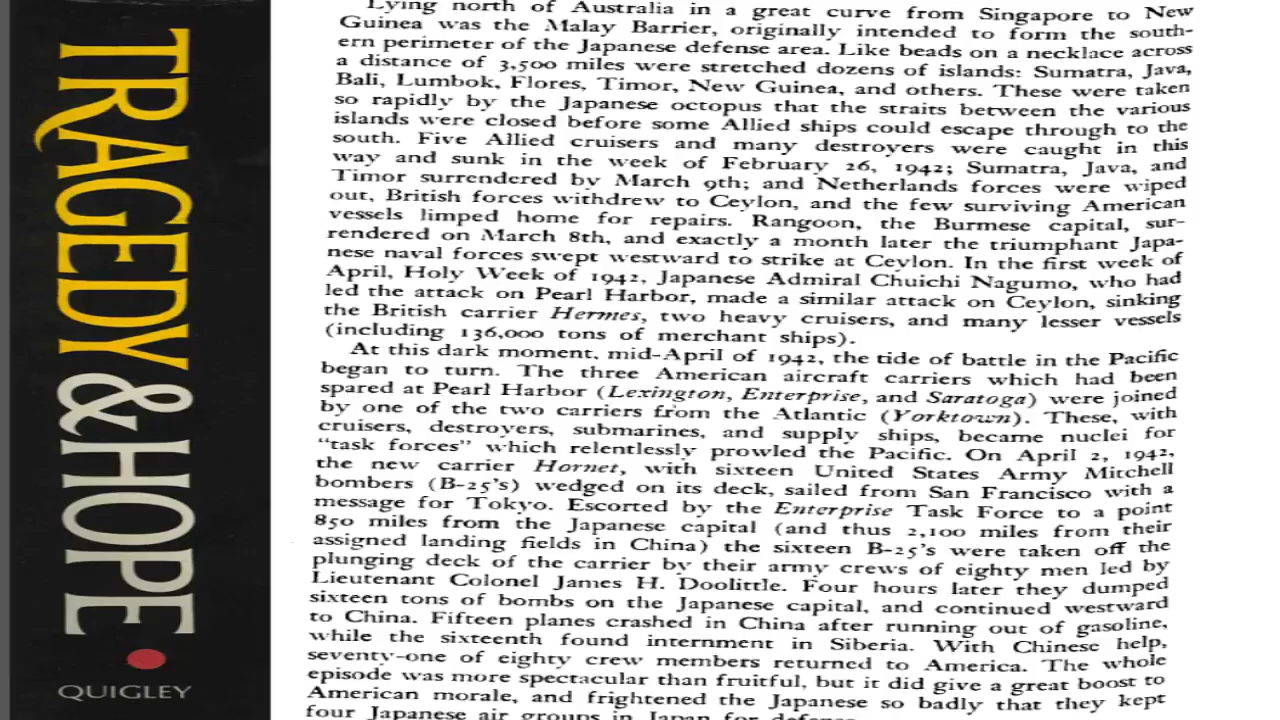 TRAGEDY & HOPE
QUIGLEY
Lying north of Australia in a great curve from Singapore to New
Guinea was the Malay Barrier, originally intended to form the south-
ern perimeter of the Japanese defense area. Like beads on a necklace across
a distance of 3,500 miles were stretched dozens of islands: Sumatra, Java,
Bali, Lumbok, Flores, Timor, New Guinea, and others. These were taken
so rapidly by the Japanese octopus that the straits between the various
islands were closed before some Allied ships could escape through to the
south. Five Allied cruisers and many destroyers were caught in this
way and sunk in the week of February 26, 1942; Sumatra, Java, and
Timor surrendered by March 9th; and Netherlands forces were wiped
out, British forces withdrew to Ceylon, and the few surviving American
vessels limped home for repairs. Rangoon, the Burmese capital, sur-
rendered on March 8th, and exactly a month later the triumphant Japa-
nese naval forces swept westward to strike at Ceylon. In the first week of
April, Holy Week of 1942, Japanese Admiral Chuichi Nagumo, who had
led the attack on Pearl Harbor, made a similar attack on Ceylon, sinking
the British carrier Hermes, two heavy cruisers, and many lesser vessels
(including 136,000 tons of merchant ships).
At this dark moment, mid-April of 1942, the tide of battle in the Pacific
began to turn. The three American aircraft carriers which had been
spared at Pearl Harbor (Lexington, Enterprise, and Saratoga) were joined
by one of the two carriers from the Atlantic (Yorktown). These, with
cruisers, destroyers, submarines, and supply ships, became nuclei for
“task forces” which relentlessly prowled the Pacific. On April 2, 1942,
the new carrier Hornet, with sixteen United States Army Mitchell
bombers (B-25's) wedged on its deck, sailed from San Francisco with a
message for Tokyo. Escorted by the Enterprise Task Force to a point
850 miles from the Japanese capital (and thus 2,100 miles from their
assigned landing fields in China) the sixteen B-25's were taken off the
plunging deck of the carrier by their army crews of eighty men led by
Lieutenant Colonel James H. Doolittle. Four hours later they dumped
sixteen tons of bombs on the Japanese capital, and continued westward
to China. Fifteen planes crashed in China after running out of gasoline,
while the sixteenth found internment in Siberia. With Chinese help,
seventy-one of eighty crew members returned to America. The whole
episode was more spectacular than fruitful, but it did give a great boost to
American morale, and frightened the Japanese so badly that they kept
four Japanese air groups in Japan for defense.